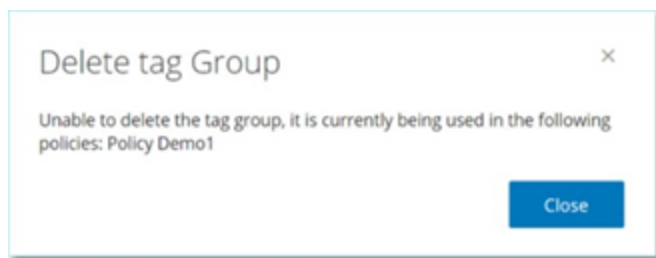 Delete tag Group
Unable to delete the tag group, it is currently being used in the following
policies: Policy Demo1
Close